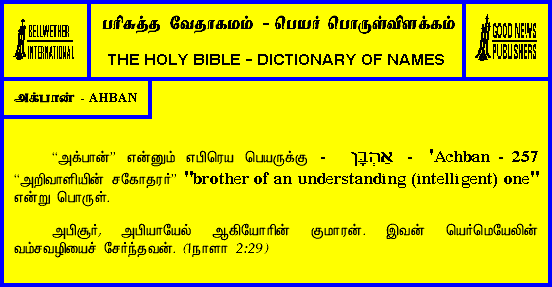 BELLWETHER
INTERNATIONAL
பரிசுத்த வேதாகமம் - பெயர் பொருள்விளக்கம்
THE HOLY BIBLE - DICTIONARY OF NAMES
GOOD NEWS
PUBLISHERS
அக்பான் - AHBAN
“அக்பான்” என்னும் எபிரெய பெயருக்கு - אַהְבָּן - 'Achban - 257
“அறிவாளியின் சகோதரர்” "brother of an understanding (intelligent) one"
என்று பொருள்.
அபிசூர், அபியாயேல் ஆகியோரின் குமாரன். இவன் யெர்மெயேலின்
வம்சவழியைச் சேர்ந்தவன். (1நாளா 2:29)